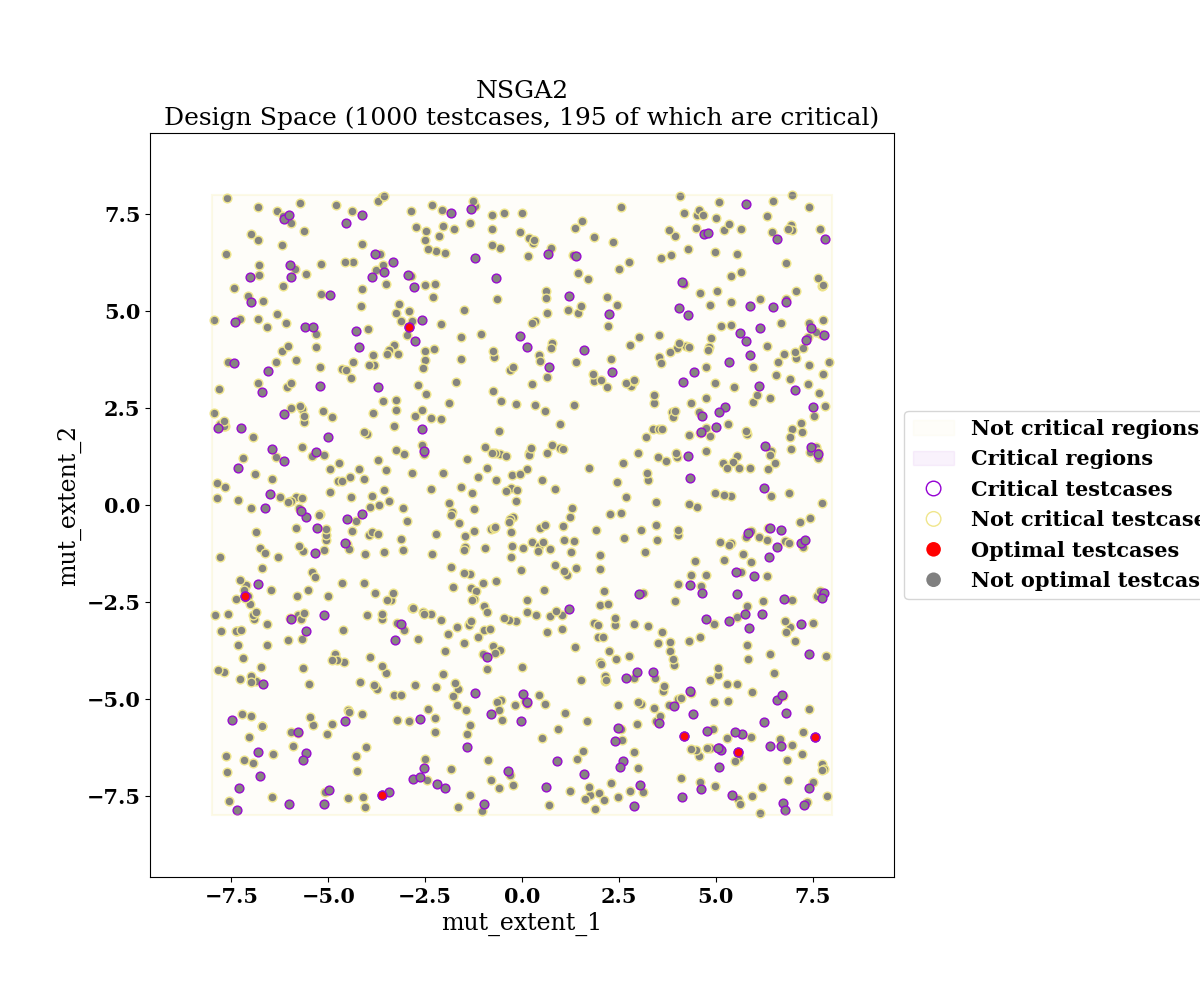 NSGA2
Design Space (1000 testcases, 195 of which are critical)
7.5
5.0
2.5
0.0
−2.5
−5.0
−7.5
mut_extent_2
−7.5 −5.0 −2.5 0.0 2.5 5.0 7.5
mut_extent_1
Not critical regions
Critical regions
Critical testcases
Not critical testcase
Optimal testcases
Not optimal testcas